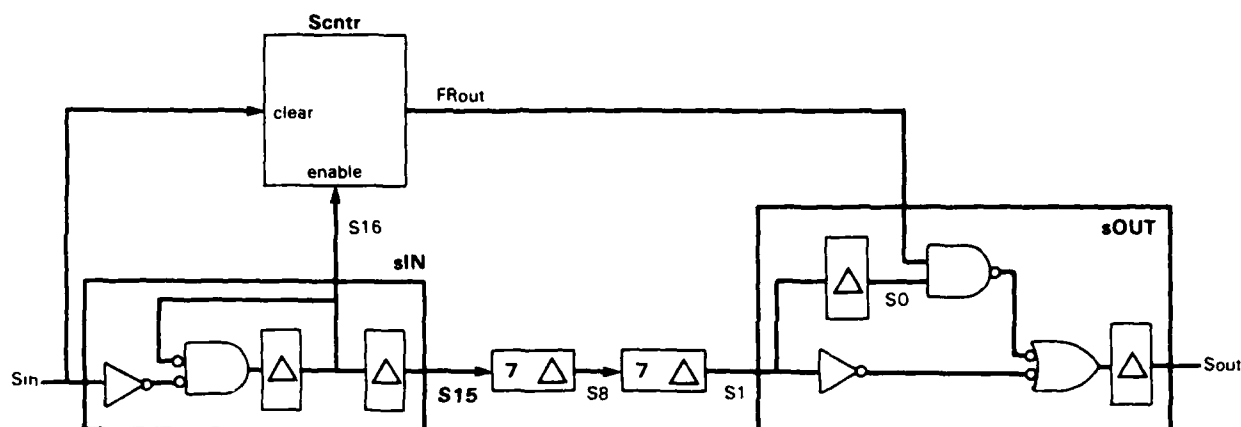 Scntr
FRout
clear
enable
S16
sOUT
sIN
S0
Sin
7
7
S15
S8
S1
Sout